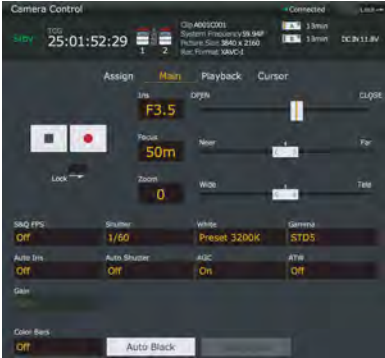 Camera Control
Connected
Lock
Stby
TCG
25:01:52:29
1 2
Clip A001C001
System Frequency 59.94P
Picture Size 3840 x 2160
Rec Format XAVC-I
A 13min
B 13min
DC IN 11.8V
Assign Main Playback Cursor
Iris
F3.5
OPEN CLOSE
Focus
50m
Near Far
Lock
Zoom
0
Wide Tele
S&Q FPS Shutter White Gamma
Off 1/60 Preset 3200K STD5
Auto Iris Auto Shutter AGC ATW
Off Off On Off
Gain
Color Bars
Off
Auto Black